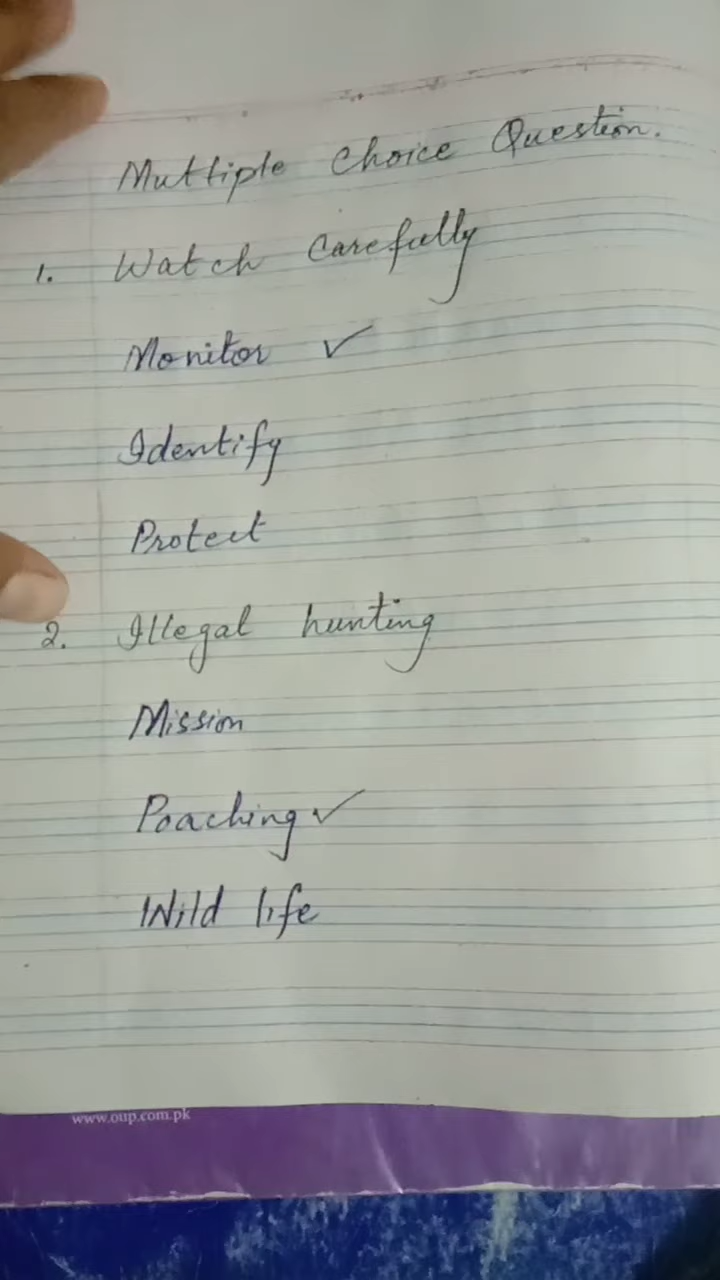 Multiple Choice Question.
1. Watch Carefully
Monitor ✓
Identify
Protect
2. Illegal hunting
Mission
Poaching ✓
Wild life
www.oup.com.pk